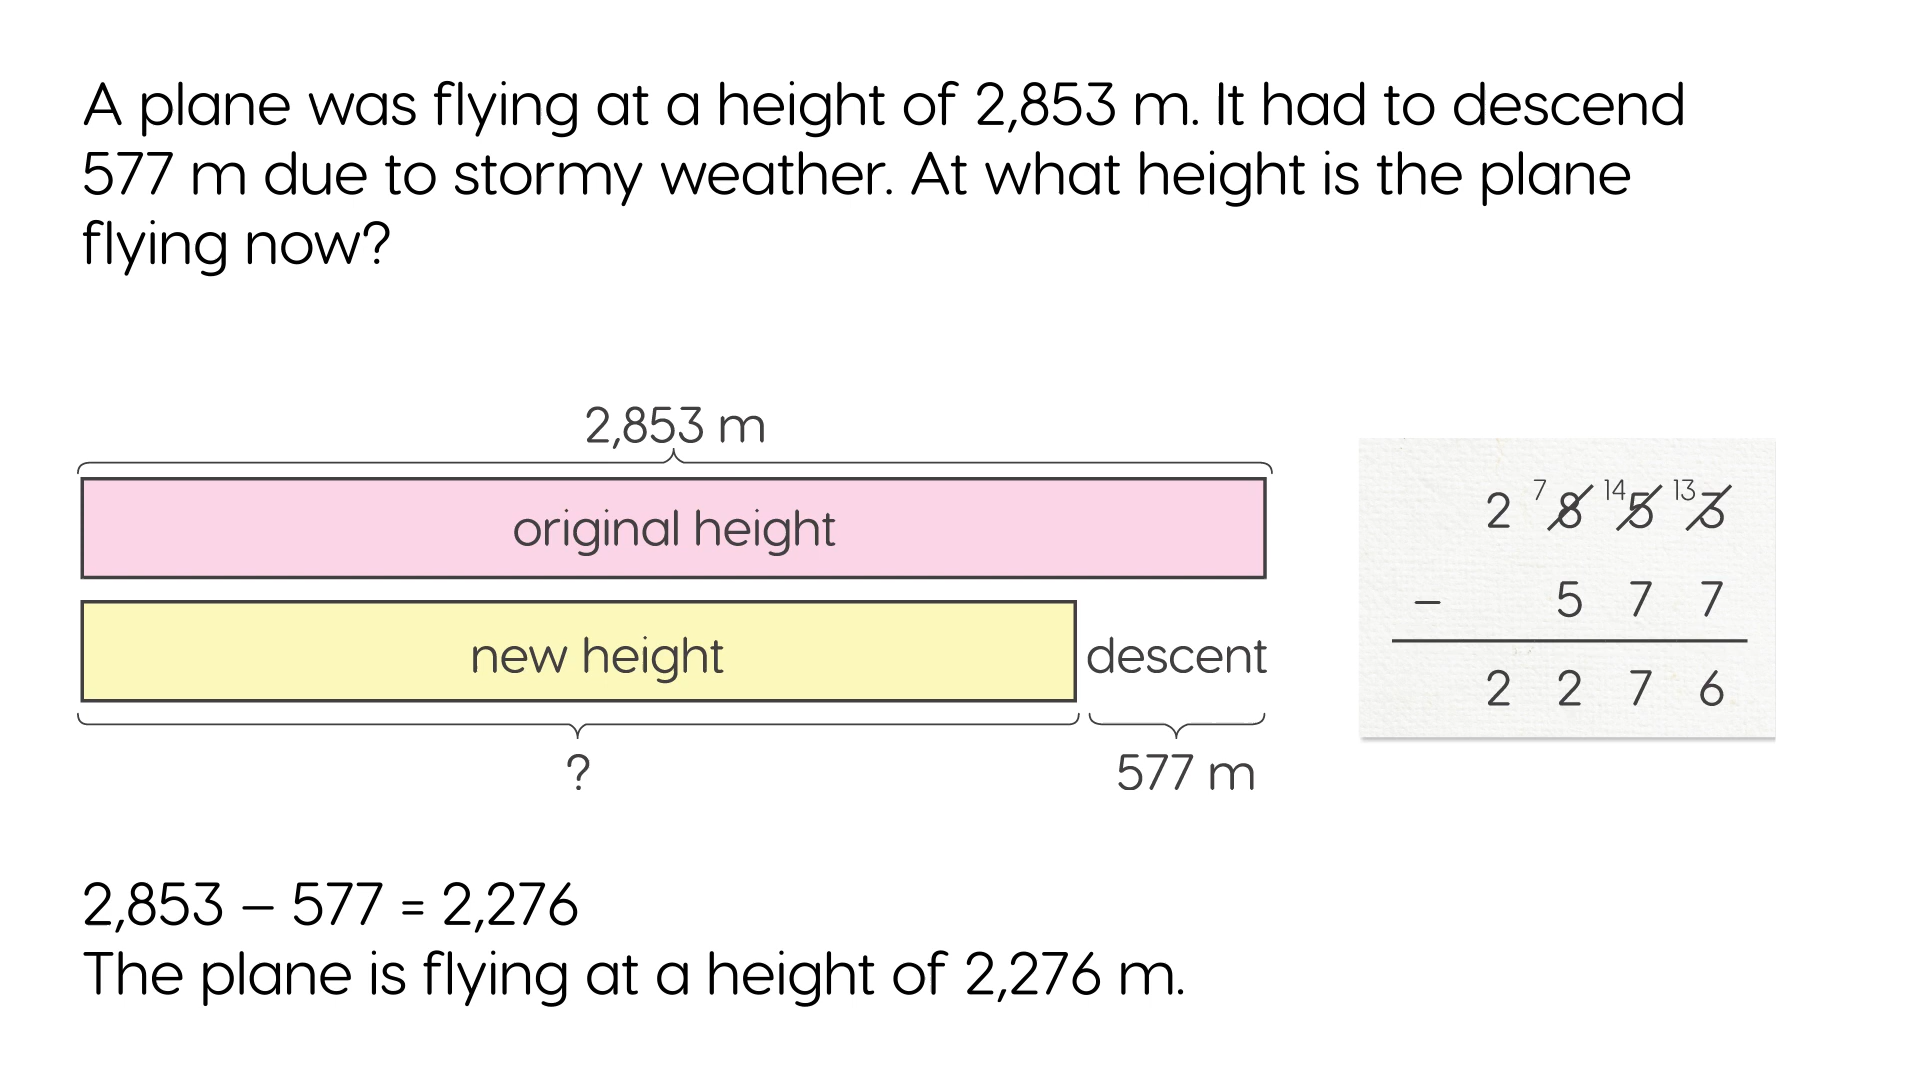 A plane was flying at a height of 2,853 m. It had to descend
577 m due to stormy weather. At what height is the plane
flying now?
2,853 m
original height
new height
descent
?
577 m
2 7 8 14 5 13 3
– 5 7 7
2 2 7 6
2,853 – 577 = 2,276
The plane is flying at a height of 2,276 m.